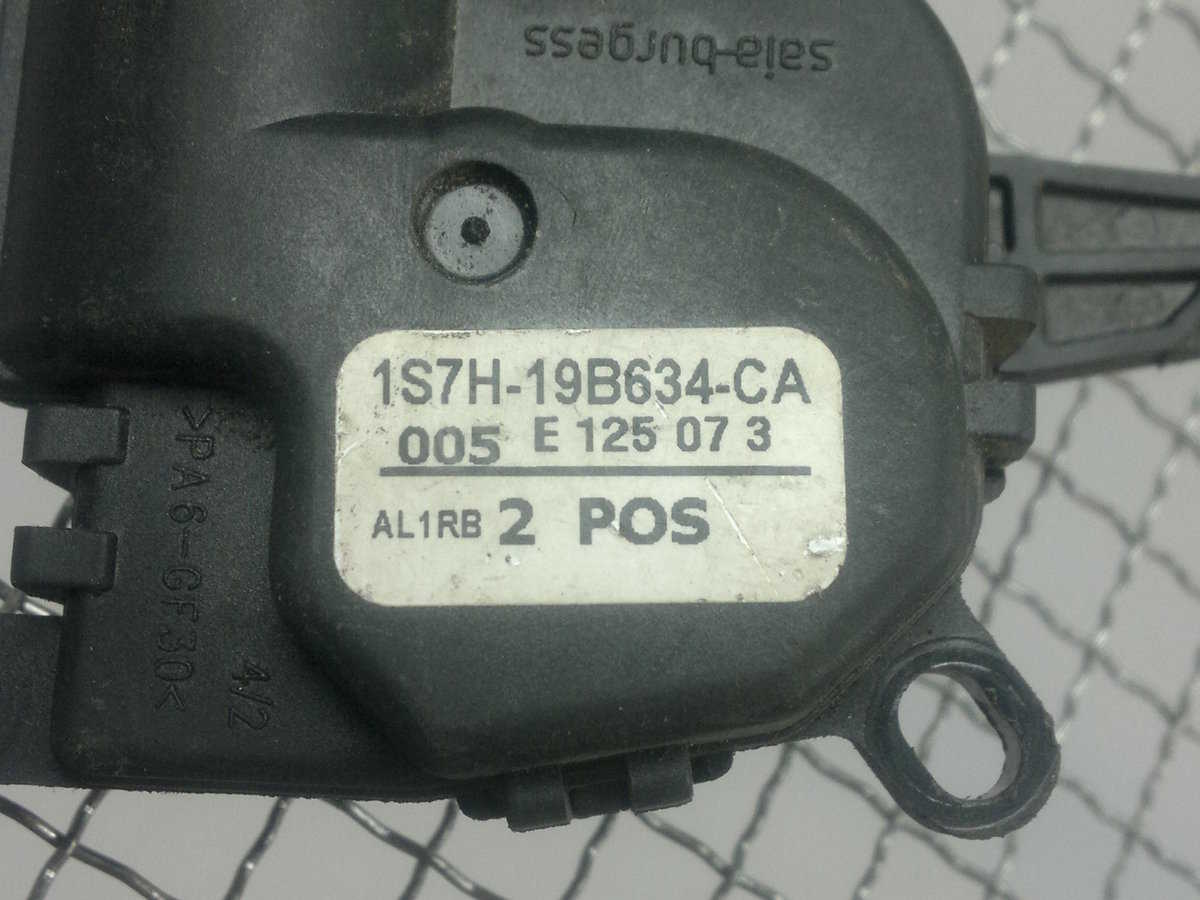 saia-burgess
1S7H-19B634-CA
005 E 125 07 3
AL1RB 2 POS
>PA6-GF30<
4/2